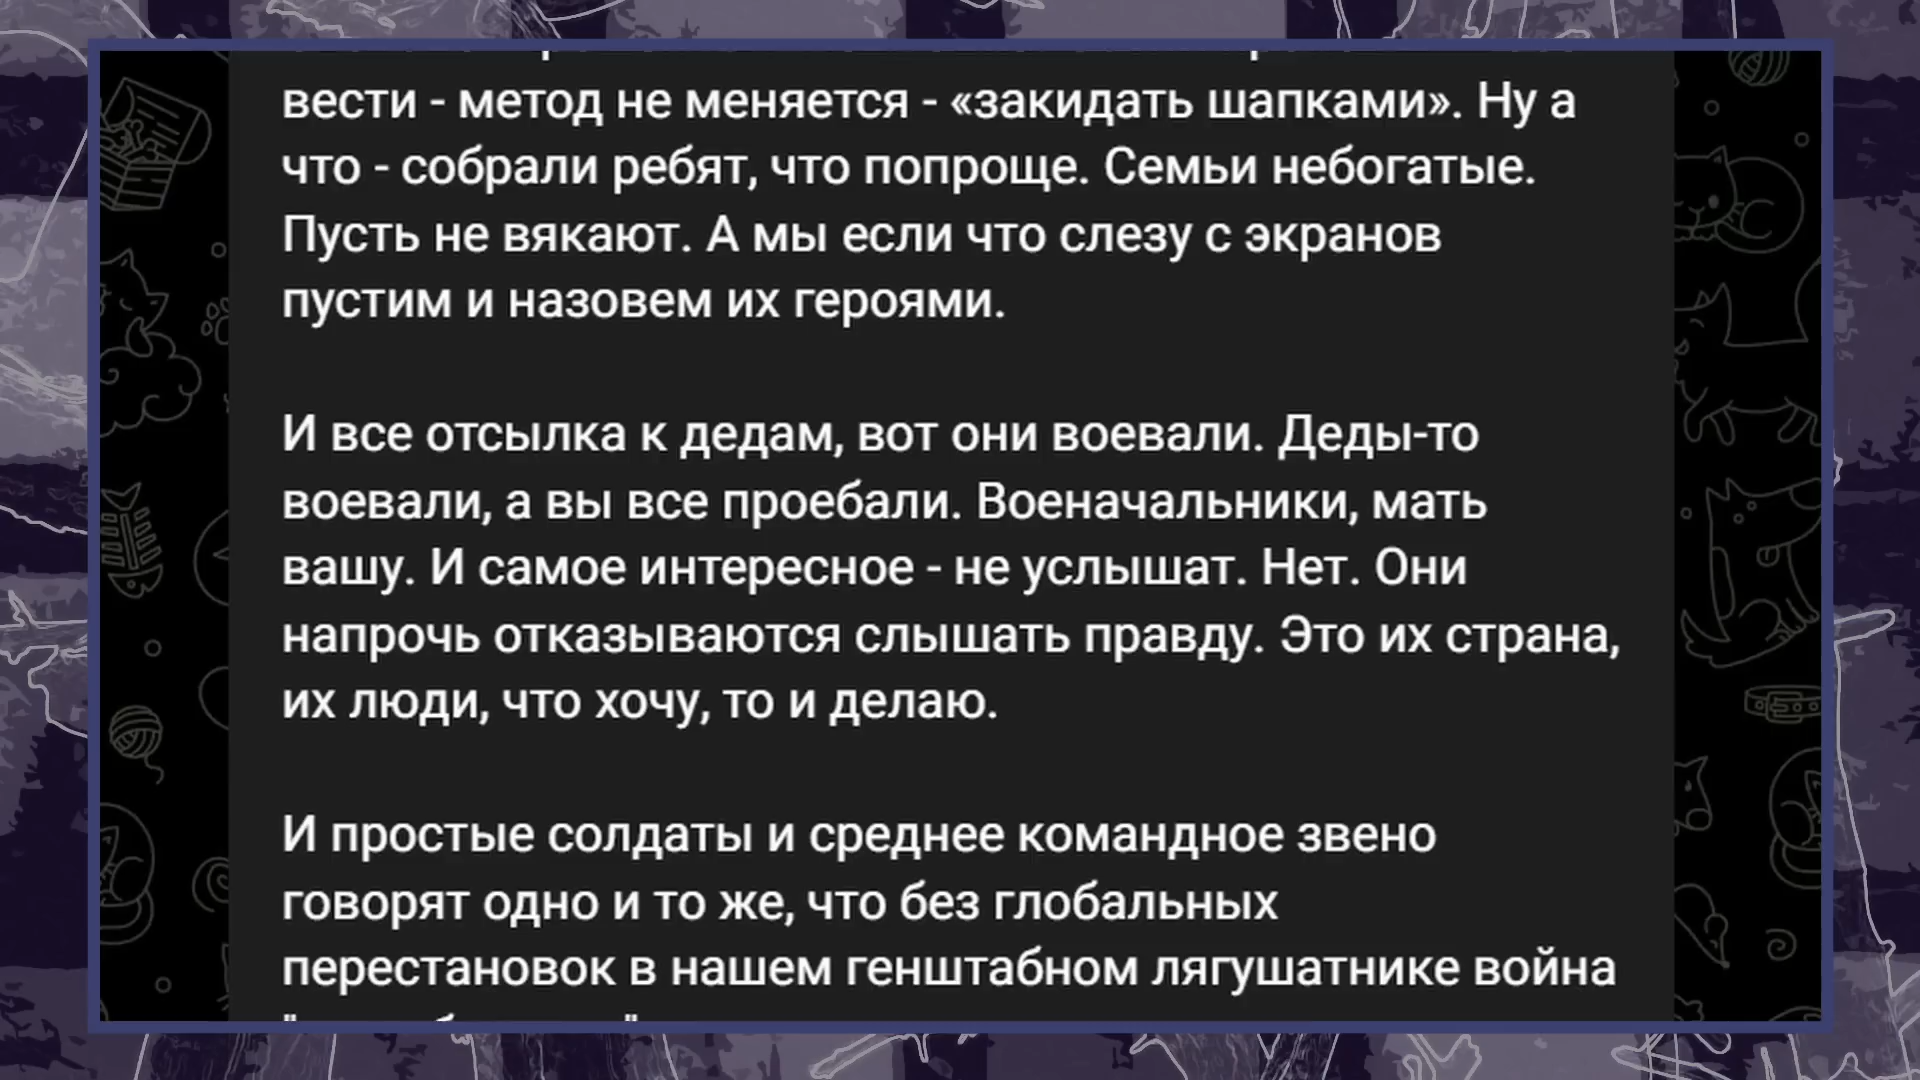 вести - метод не меняется - «закидать шапками». Ну а
что - собрали ребят, что попроще. Семьи небогатые.
Пусть не вякают. А мы если что слезу с экранов
пустим и назовем их героями.
И все отсылка к дедам, вот они воевали. Деды-то
воевали, а вы все проебали. Военачальники, мать
вашу. И самое интересное - не услышат. Нет. Они
напрочь отказываются слышать правду. Это их страна,
их люди, что хочу, то и делаю.
И простые солдаты и среднее командное звено
говорят одно и то же, что без глобальных
перестановок в нашем генштабном лягушатнике война